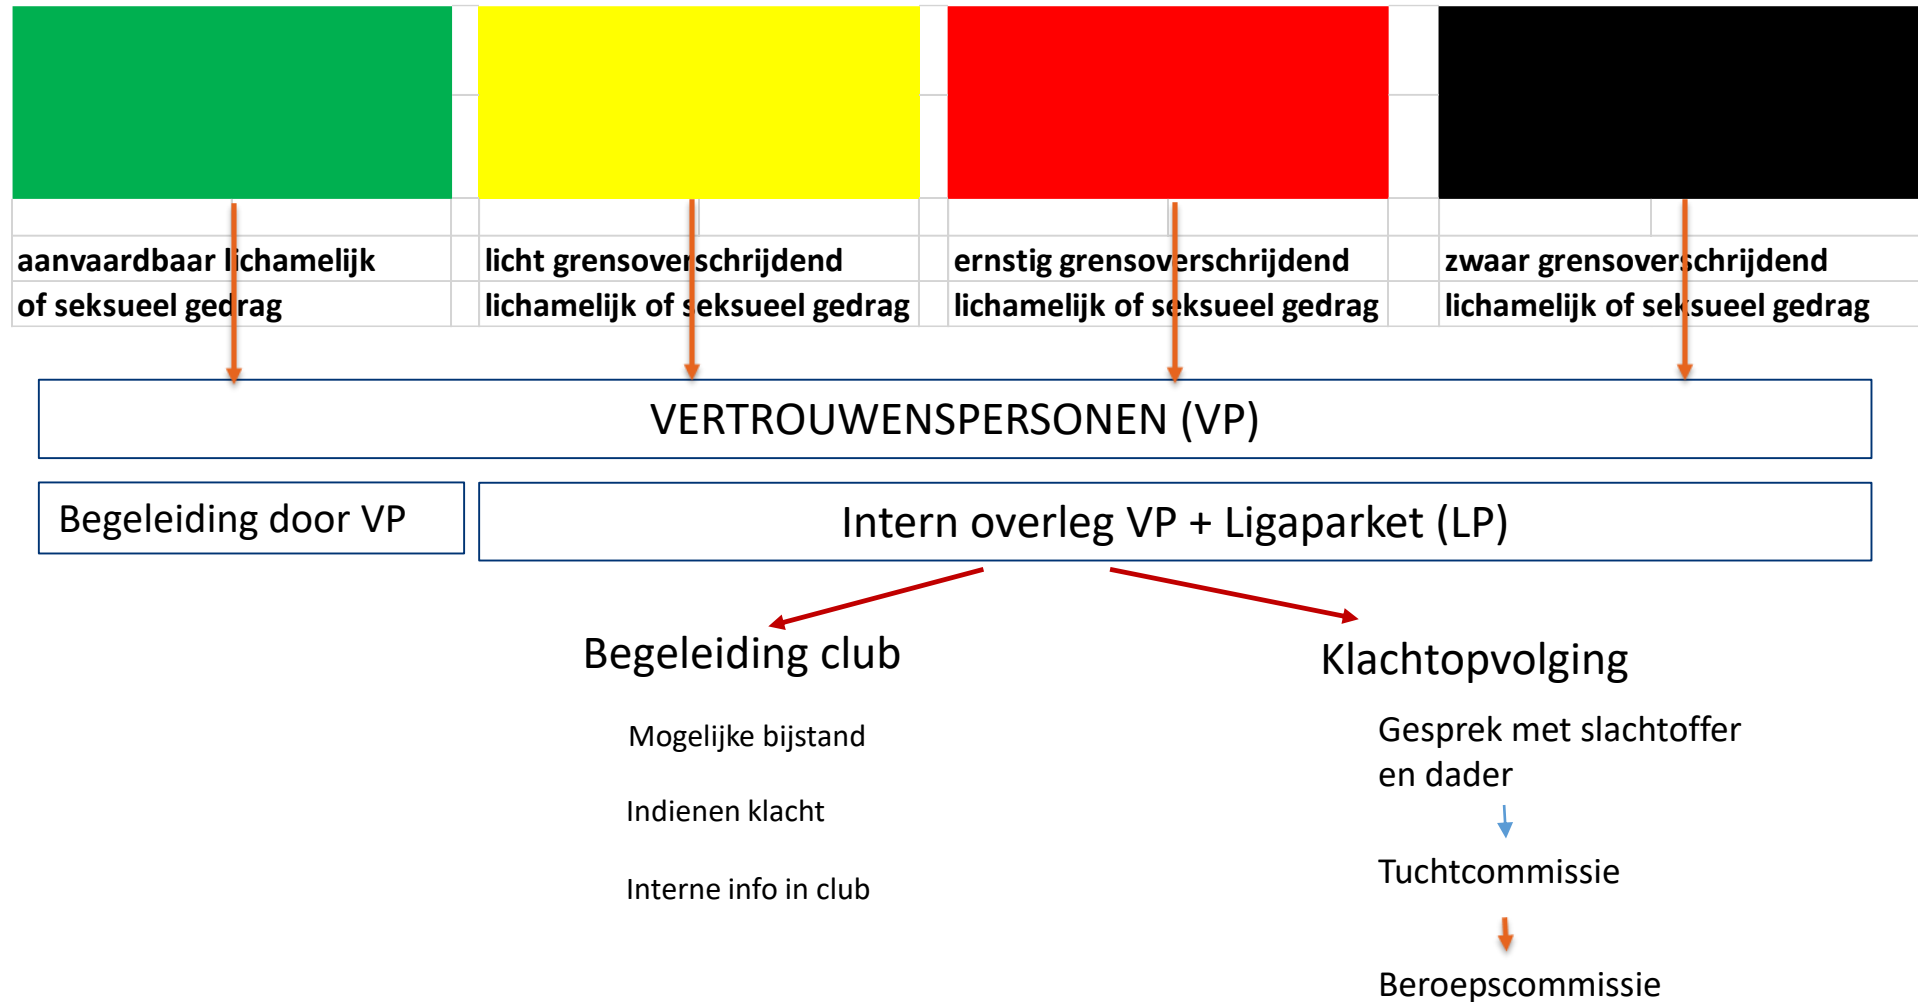 aanvaardbaar lichamelijk
of seksueel gedrag
licht grensoverschrijdend
lichamelijk of seksueel gedrag
ernstig grensoverschrijdend
lichamelijk of seksueel gedrag
zwaar grensoverschrijdend
lichamelijk of seksueel gedrag
VERTROUWENSPERSONEN (VP)
Begeleiding door VP
Intern overleg VP + Ligaparket (LP)
Begeleiding club
Mogelijke bijstand
Indienen klacht
Interne info in club
Klachtopvolging
Gesprek met slachtoffer
en dader
Tuchtcommissie
Beroepscommissie